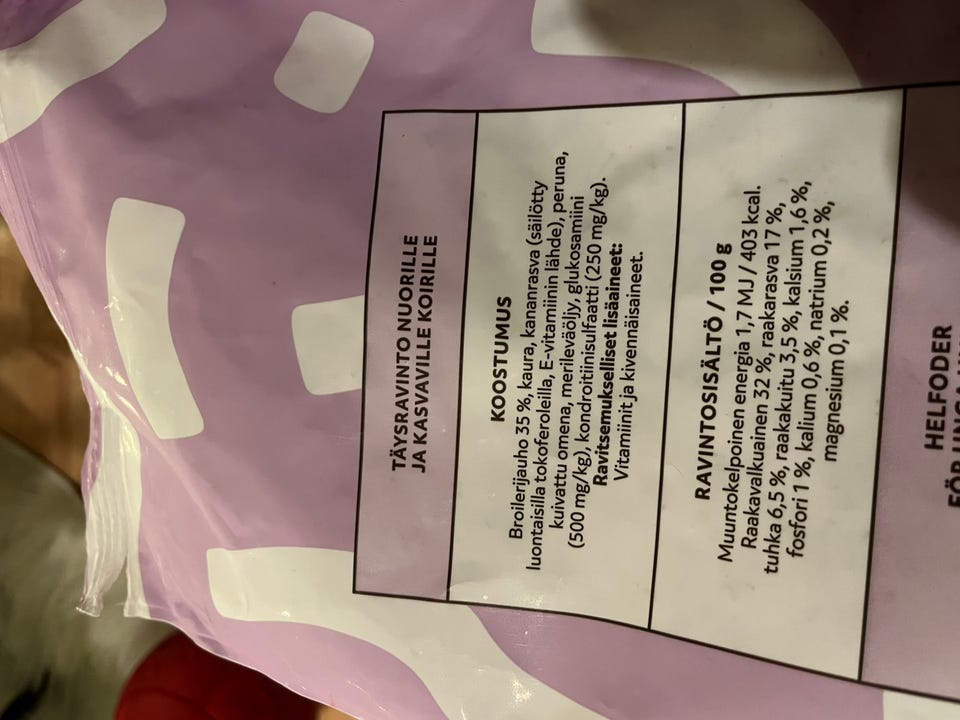 TÄYSRAVINTO NUORILLE
JA KASVAVILLE KOIRILLE
KOOSTUMUS
Broilerijauho 35 %, kaura, kananrasva (säilötty
luontaisilla tokoferoleilla, E-vitamiinin lähde), peruna,
kuivattu omena, merileväöljy, glukosamiini
(500 mg/kg), kondroitiinisulfaatti (250 mg/kg).
Ravitsemukselliset lisäaineet:
Vitamiinit ja kivennäisaineet.
RAVINTOSISÄLTÖ / 100 g
Muuntokelpoinen energia 1,7 MJ / 403 kcal.
Raakavalkuainen 32 %, raakarasva 17 %,
tuhka 6,5 %, raakakuitu 3,5 %, kalsium 1,6 %,
fosfori 1 %, kalium 0,6 %, natrium 0,2 %,
magnesium 0,1 %.
HELFODER
FÖR